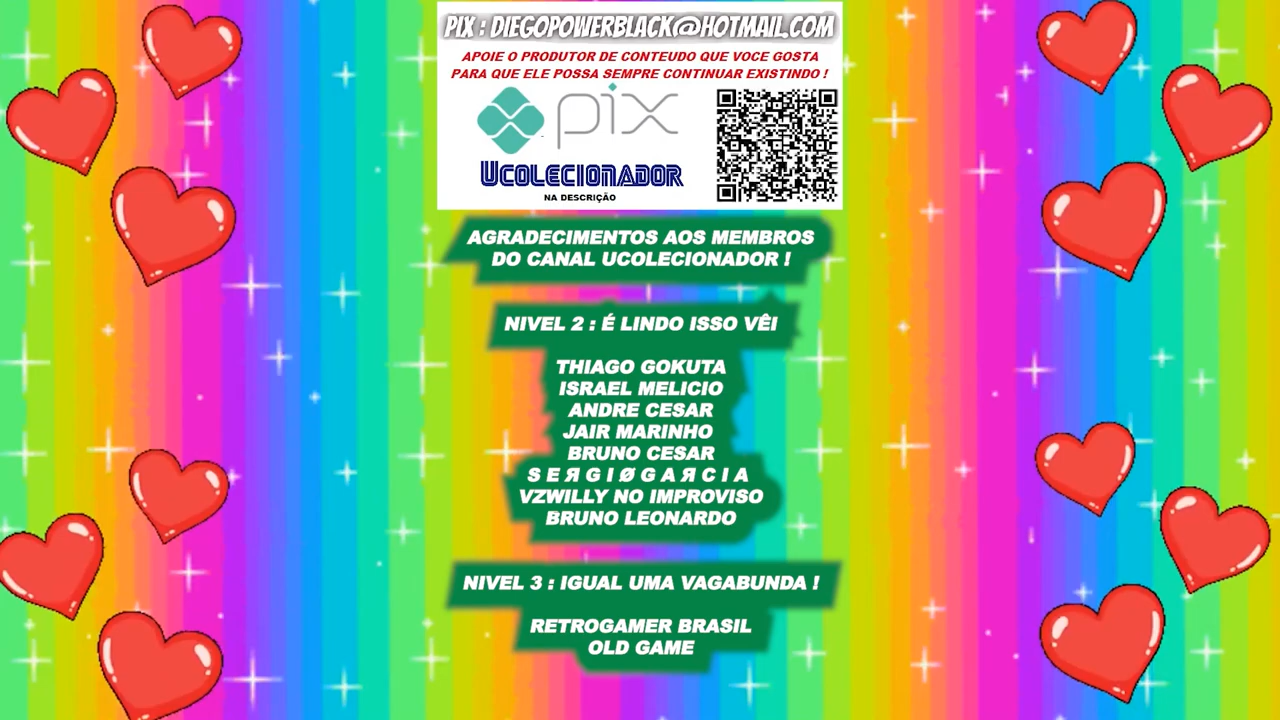 PIX : DIEGOPOWERBLACK@HOTMAIL.COM
APOIE O PRODUTOR DE CONTEUDO QUE VOCE GOSTA
PARA QUE ELE POSSA SEMPRE CONTINUAR EXISTINDO !
pix
UCOLECIONADOR
NA DESCRIÇÃO
AGRADECIMENTOS AOS MEMBROS
DO CANAL UCOLECIONADOR !
NIVEL 2 : É LINDO ISSO VÊI
THIAGO GOKUTA
ISRAEL MELICIO
ANDRE CESAR
JAIR MARINHO
BRUNO CESAR
S E Я G I Ø G A Я C I A
VZWILLY NO IMPROVISO
BRUNO LEONARDO
NIVEL 3 : IGUAL UMA VAGABUNDA !
RETROGAMER BRASIL
OLD GAME